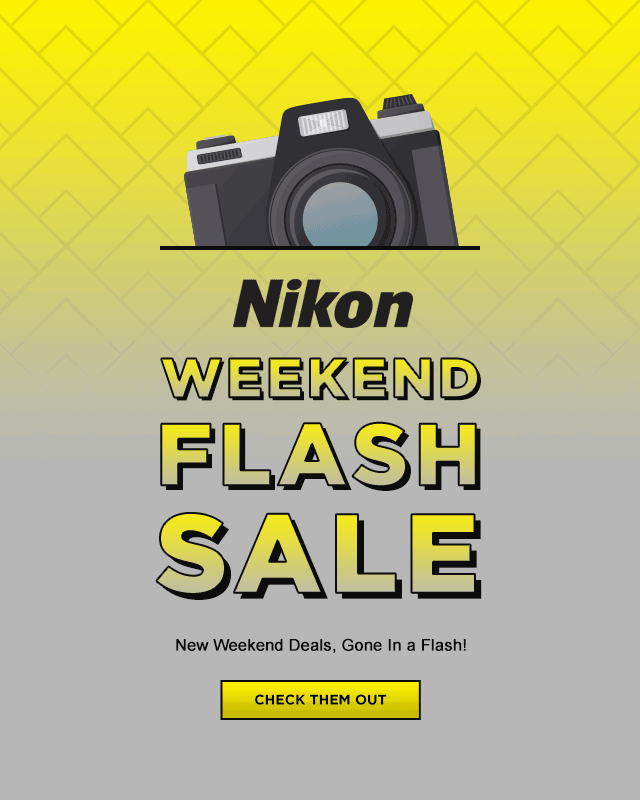 Nikon
WEEKEND
FLASH
SALE
New Weekend Deals, Gone In a Flash!
CHECK THEM OUT